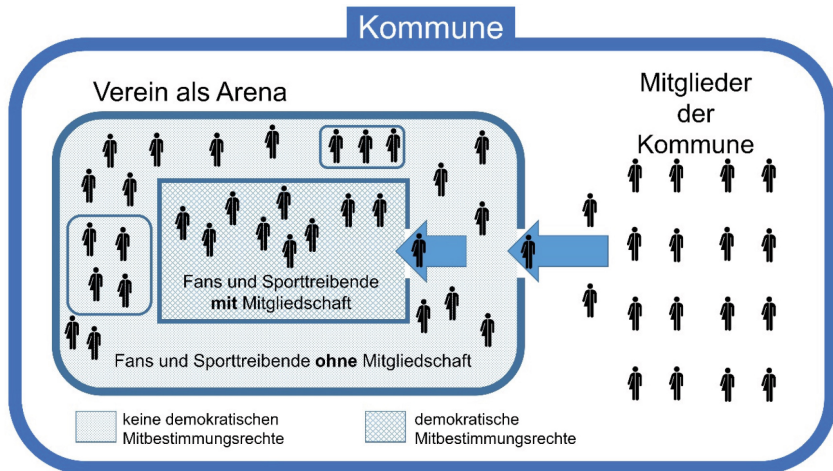 Kommune
Verein als Arena
Mitglieder
der
Kommune
Fans und Sporttreibende
mit Mitgliedschaft
Fans und Sporttreibende ohne Mitgliedschaft
keine demokratischen
Mitbestimmungsrechte
demokratische
Mitbestimmungsrechte